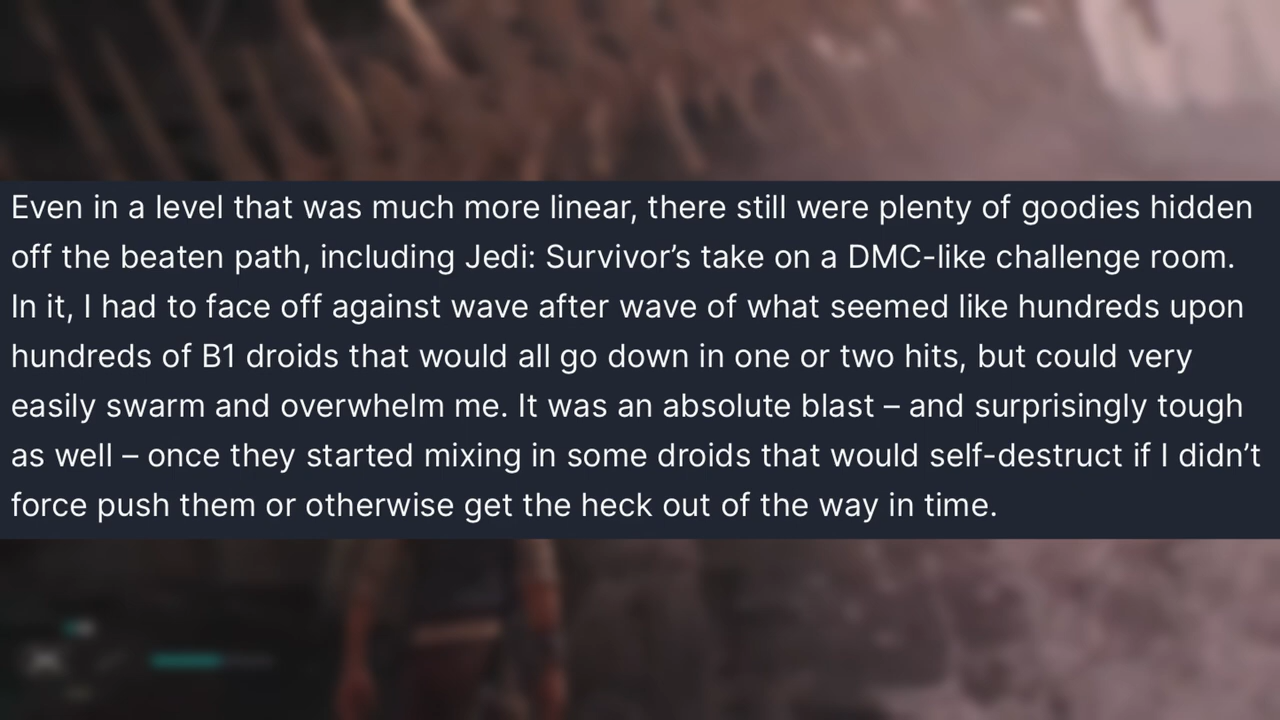 Even in a level that was much more linear, there still were plenty of goodies hidden
off the beaten path, including Jedi: Survivor’s take on a DMC-like challenge room.
In it, I had to face off against wave after wave of what seemed like hundreds upon
hundreds of B1 droids that would all go down in one or two hits, but could very
easily swarm and overwhelm me. It was an absolute blast – and surprisingly tough
as well – once they started mixing in some droids that would self-destruct if I didn’t
force push them or otherwise get the heck out of the way in time.